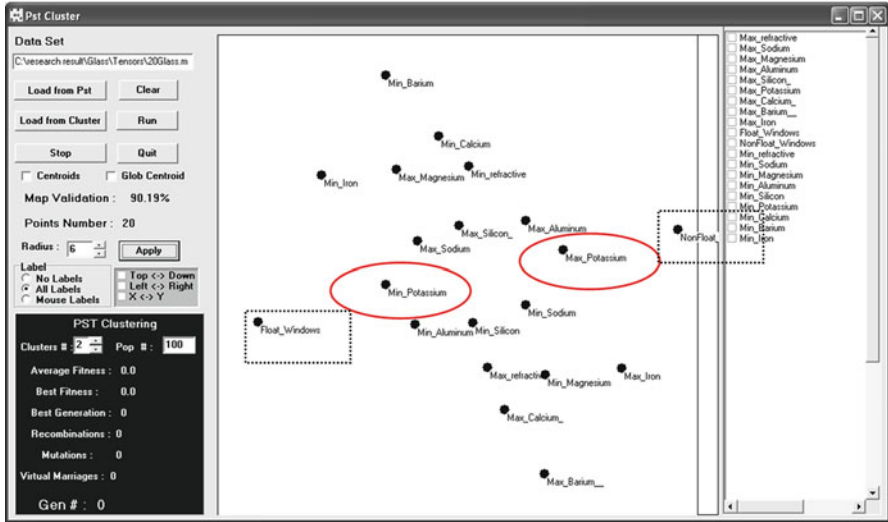 Pst Cluster
Data Set
C:\research result\Glass\Tensors\20Glass.m
Load from Pst Clear
Load from Cluster Run
Stop Quit
Centroids Glob Centroid
Map Validation : 90.19%
Points Number : 20
Radius : 6 Apply
Label
No Labels
All Labels
Mouse Labels
Top <-> Down
Left <-> Right
X <-> Y
PST Clustering
Clusters # : 2 Pop # : 100
Average Fitness : 0.0
Best Fitness : 0.0
Best Generation : 0
Recombinations : 0
Mutations : 0
Virtual Marriages : 0
Gen # : 0
Min_Barium
Min_Calcium
Min_Iron
Max_Magnesium
Min_refractive
Max_Silicon_
Max_Aluminum
NonFloat_
Max_Sodium
Max_Potassium
Min_Potassium
Min_Sodium
Float_Windows
Min_Aluminum
Min_Silicon
Max_refractiv
Min_Magnesium
Max_Iron
Max_Calcium_
Max_Barium__
Max_refractive
Max_Sodium
Max_Magnesium
Max_Aluminum
Max_Silicon_
Max_Potassium
Max_Calcium_
Max_Barium__
Max_Iron
Float_Windows
NonFloat_Windows
Min_refractive
Min_Sodium
Min_Magnesium
Min_Aluminum
Min_Silicon
Min_Potassium
Min_Calcium
Min_Barium
Min_Iron